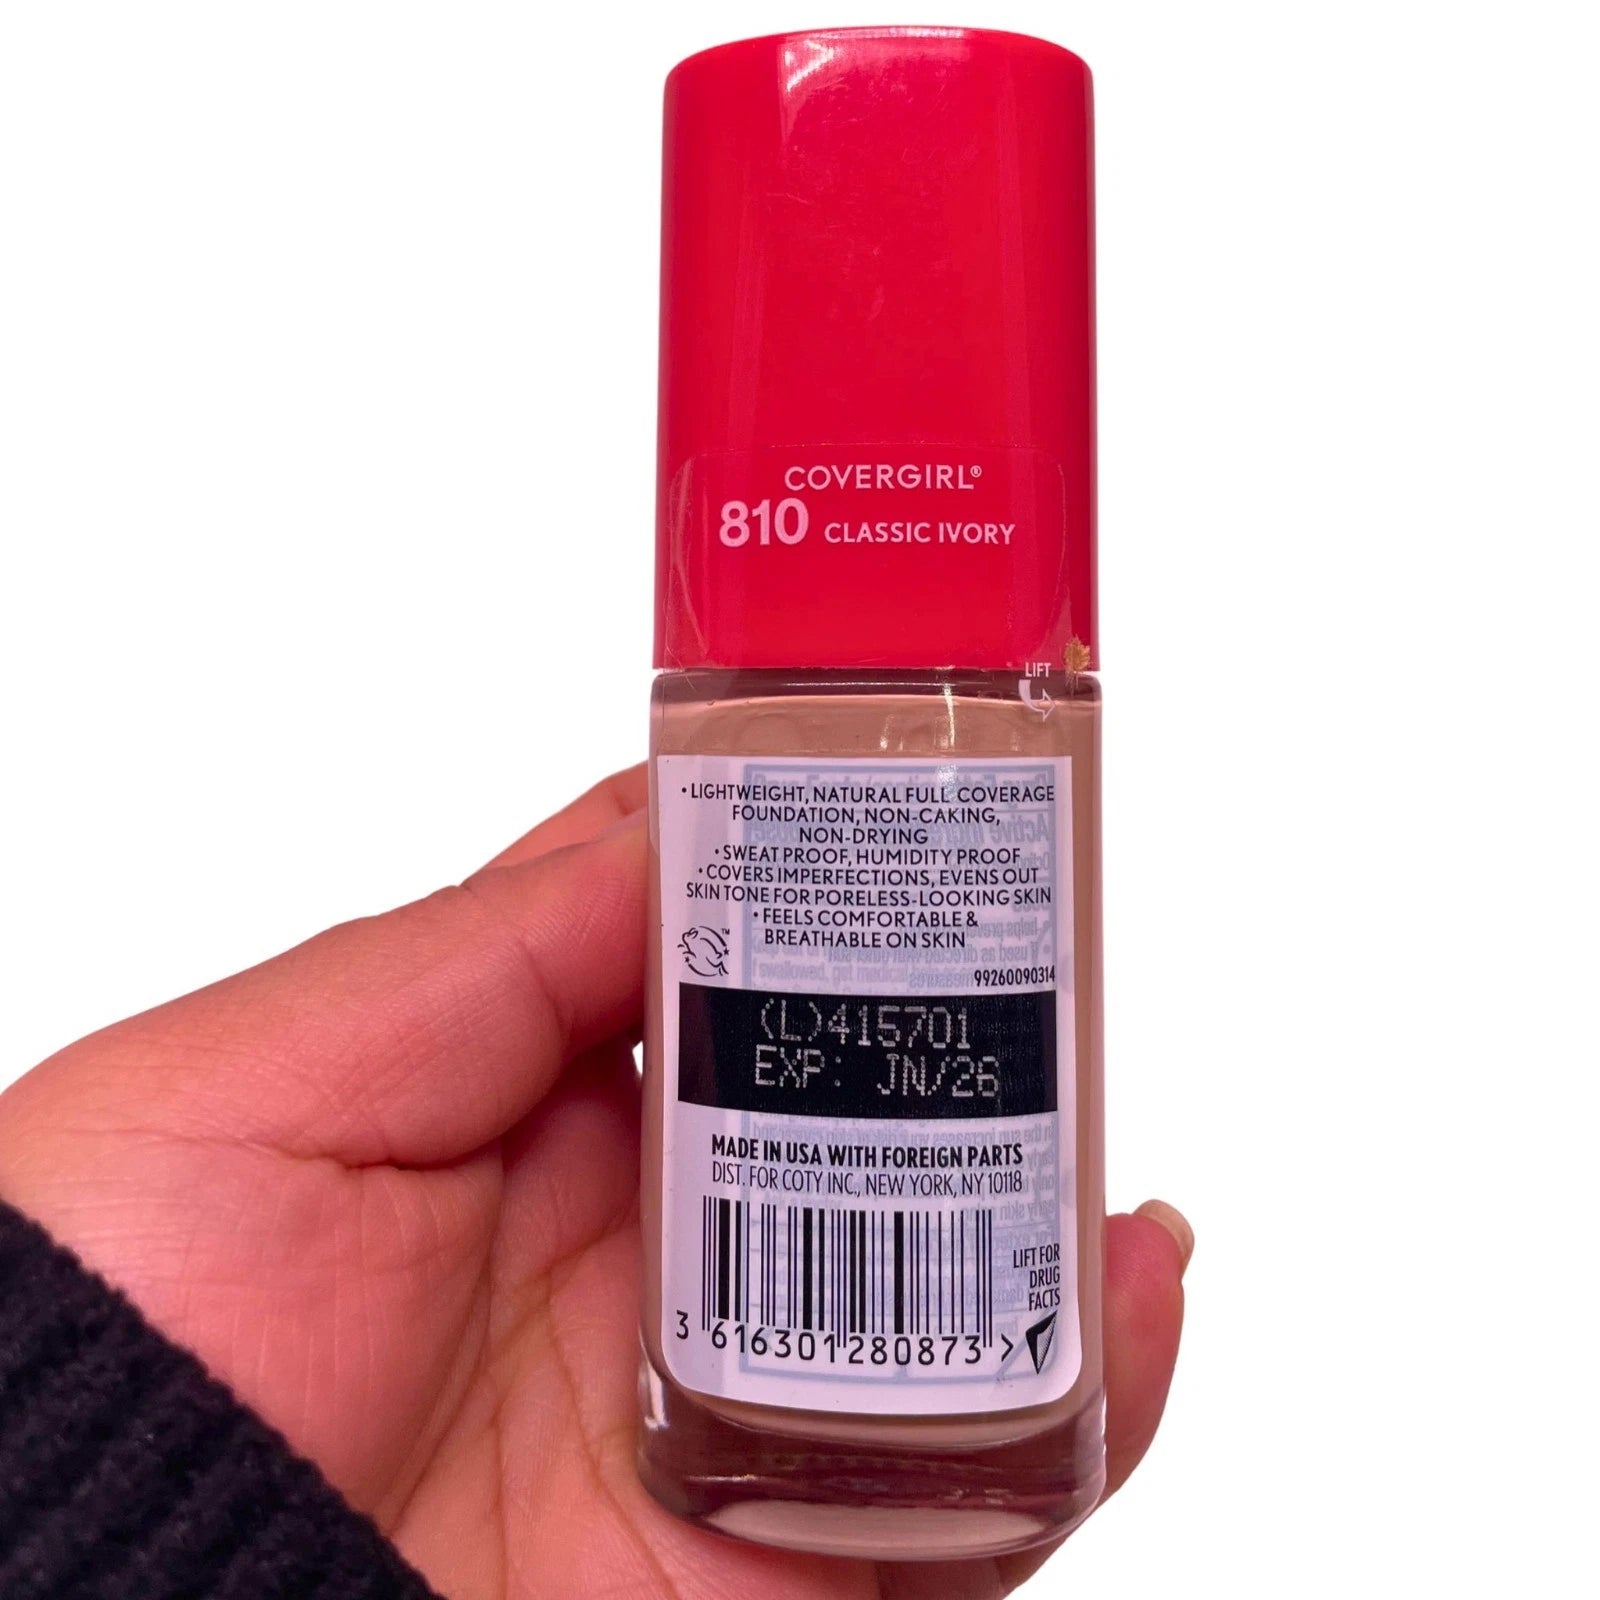 COVERGIRL®
810 CLASSIC IVORY
LIFT
• LIGHTWEIGHT, NATURAL FULL COVERAGE
FOUNDATION, NON-CAKING,
NON-DRYING
• SWEAT PROOF, HUMIDITY PROOF
• COVERS IMPERFECTIONS, EVENS OUT
SKIN TONE FOR PORELESS-LOOKING SKIN
• FEELS COMFORTABLE &
BREATHABLE ON SKIN
TM
99260090314
(L)415701
EXP: JN/26
MADE IN USA WITH FOREIGN PARTS
DIST. FOR COTY INC., NEW YORK, NY 10118
LIFT FOR
DRUG
FACTS
3 616301 280873 >